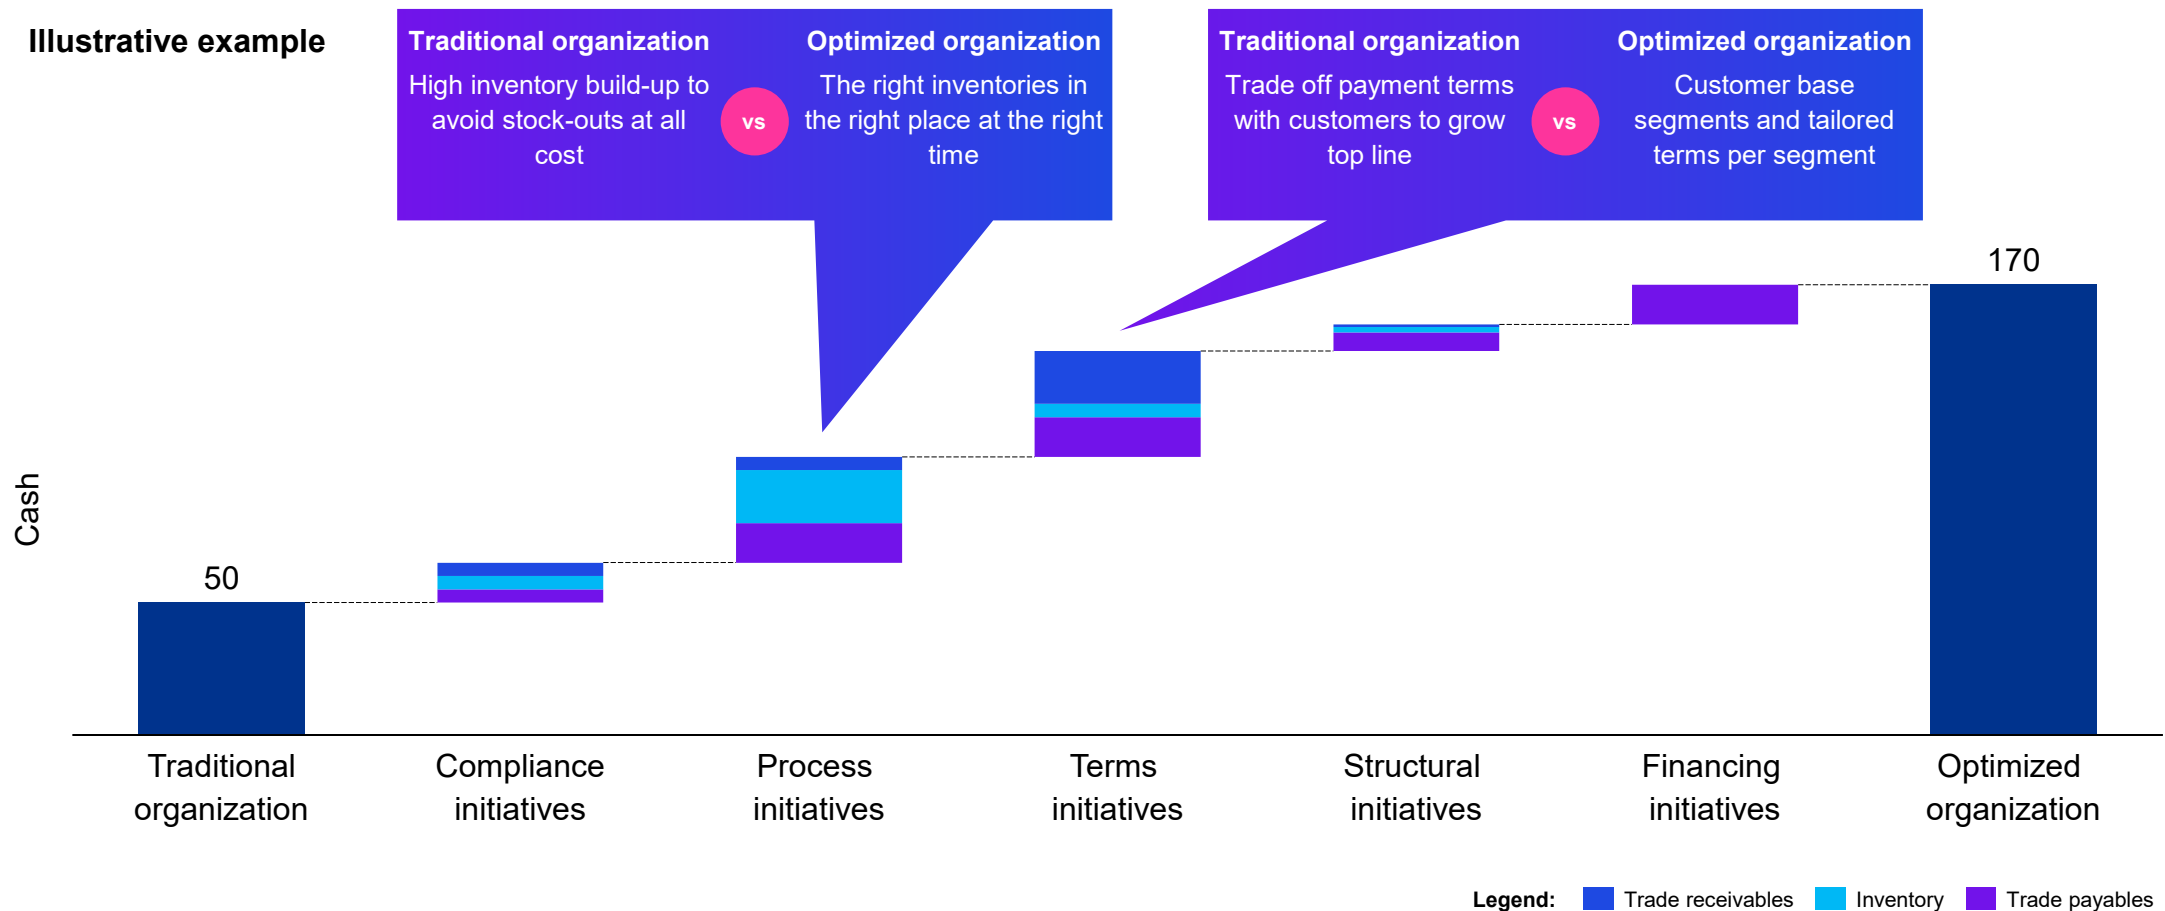 Illlustrative example
Traditional organization
High inventory build-up to
avoid stock-outs at all
cost
vs
Optimized organization
The right inventories in
the right place at the right
time
Traditional organization
Trade off payment terms
with customers to grow
top line
vs
Optimized organization
Customer base
segments and tailored
terms per segment
170
50
Cash
Traditional
organization
Compliance
initiatives
Process
initiatives
Terms
initiatives
Structural
initiatives
Financing
initiatives
Optimized
organization
Legend: Trade receivables Inventory Trade payables